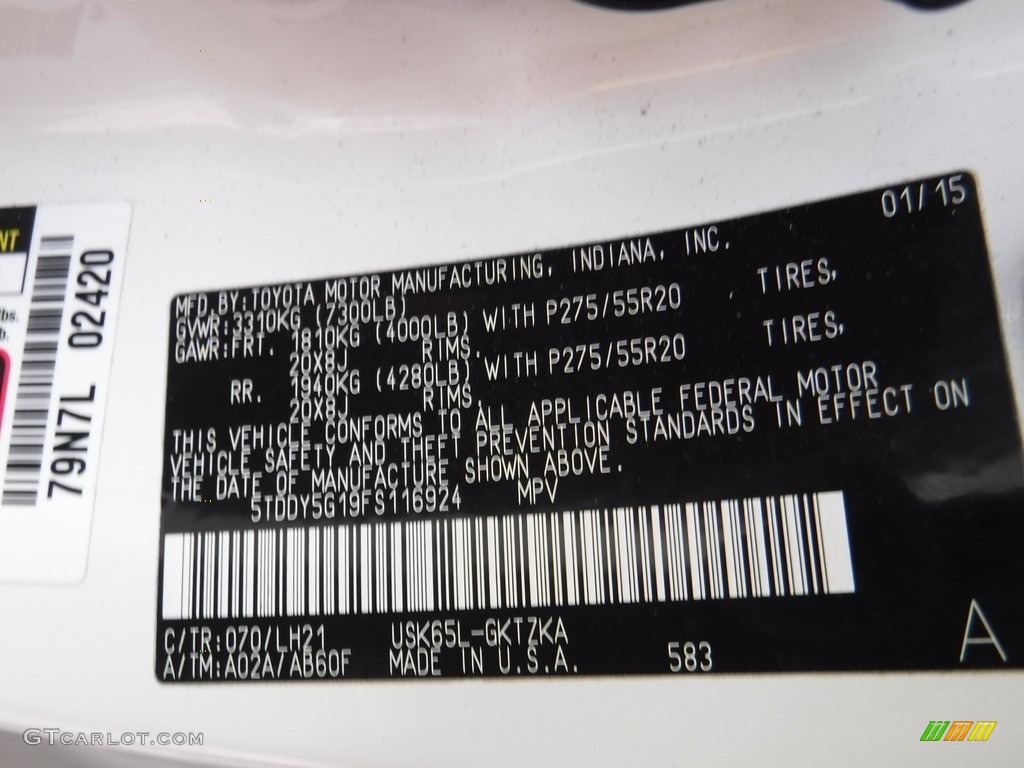 01/15
MFD.BY:TOYOTA MOTOR MANUFACTURING, INDIANA, INC.
GVWR:3310KG (7300LB)
GAWR:FRT. 1810KG (4000LB) WITH P275/55R20 TIRES,
20X8J RIMS.
RR. 1940KG (4280LB) WITH P275/55R20 TIRES,
20X8J RIMS.
THIS VEHICLE CONFORMS TO ALL APPLICABLE FEDERAL MOTOR
VEHICLE SAFETY AND THEFT PREVENTION STANDARDS IN EFFECT ON
THE DATE OF MANUFACTURE SHOWN ABOVE.
5TDDY5G19FS116924 MPV
C/TR:070/LH21 USK65L-GKTZKA
A/TM:A02A/AB60F MADE IN U.S.A. 583
A
79N7L 02420
NT
lbs.
b.
GTCARLOT.COM